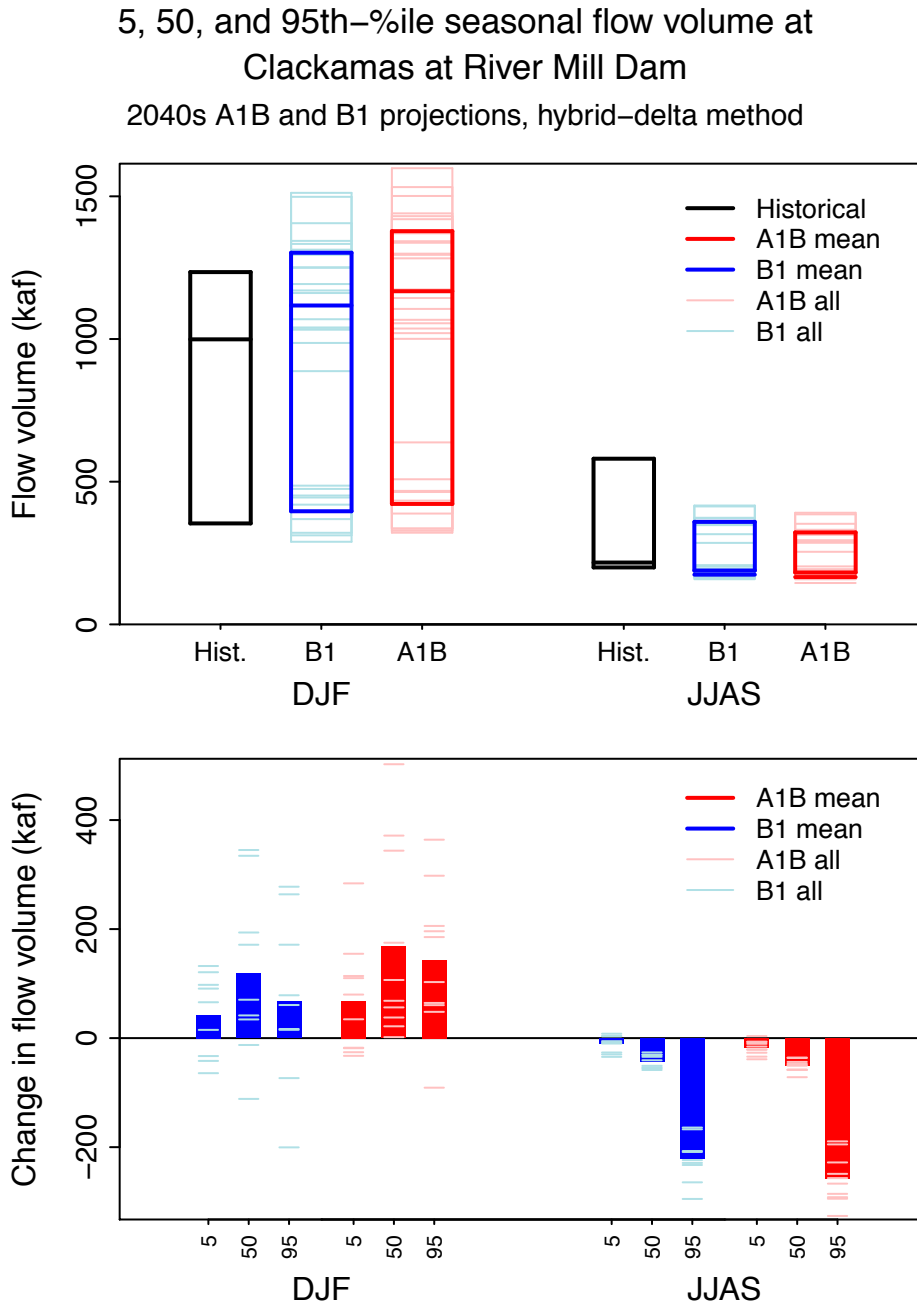 5, 50, and 95th−%ile seasonal flow volume at
Clackamas at River Mill Dam
2040s A1B and B1 projections, hybrid−delta method
Flow volume (kaf)
1500
1000
500
0
Historical
A1B mean
B1 mean
A1B all
B1 all
Hist. B1 A1B Hist. B1 A1B
DJF JJAS
Change in flow volume (kaf)
400
200
0
−200
A1B mean
B1 mean
A1B all
B1 all
5 50 95 5 50 95 5 50 95 5 50 95
DJF JJAS